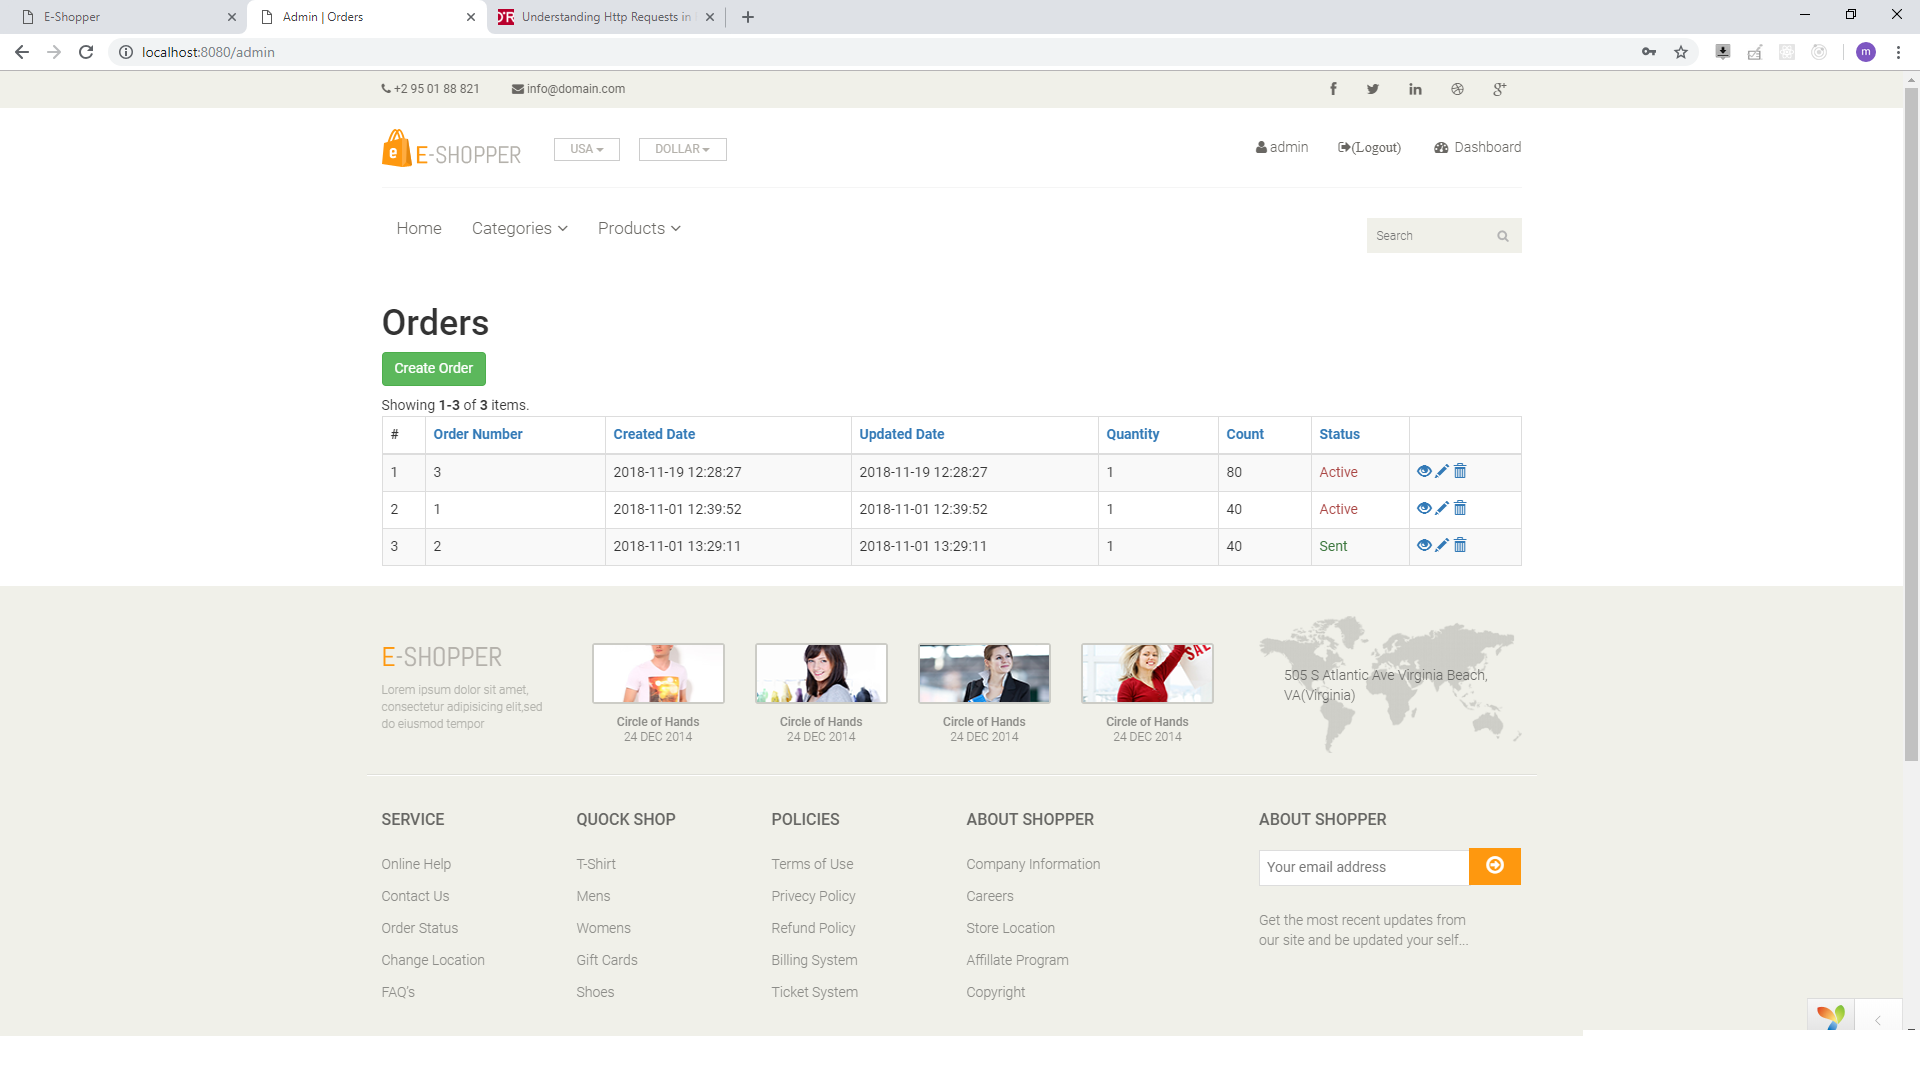 E-Shopper
Admin | Orders
Understanding Http Requests in
localhost:8080/admin
m
+2 95 01 88 821
info@domain.com
e E-SHOPPER
USA
DOLLAR
admin
(Logout)
Dashboard
Home
Categories
Products
Search
Orders
Create Order
Showing 1-3 of 3 items.
# Order Number Created Date Updated Date Quantity Count Status
1 3 2018-11-19 12:28:27 2018-11-19 12:28:27 1 80 Active
2 1 2018-11-01 12:39:52 2018-11-01 12:39:52 1 40 Active
3 2 2018-11-01 13:29:11 2018-11-01 13:29:11 1 40 Sent
E-SHOPPER
Lorem ipsum dolor sit amet,
consectetur adipisicing elit,sed
do eiusmod tempor
Circle of Hands
24 DEC 2014
Circle of Hands
24 DEC 2014
Circle of Hands
24 DEC 2014
SALE
Circle of Hands
24 DEC 2014
505 S Atlantic Ave Virginia Beach,
VA(Virginia)
SERVICE
Online Help
Contact Us
Order Status
Change Location
FAQ's
QUOCK SHOP
T-Shirt
Mens
Womens
Gift Cards
Shoes
POLICIES
Terms of Use
Privecy Policy
Refund Policy
Billing System
Ticket System
ABOUT SHOPPER
Company Information
Careers
Store Location
Affillate Program
Copyright
ABOUT SHOPPER
Your email address
Get the most recent updates from
our site and be updated your self...